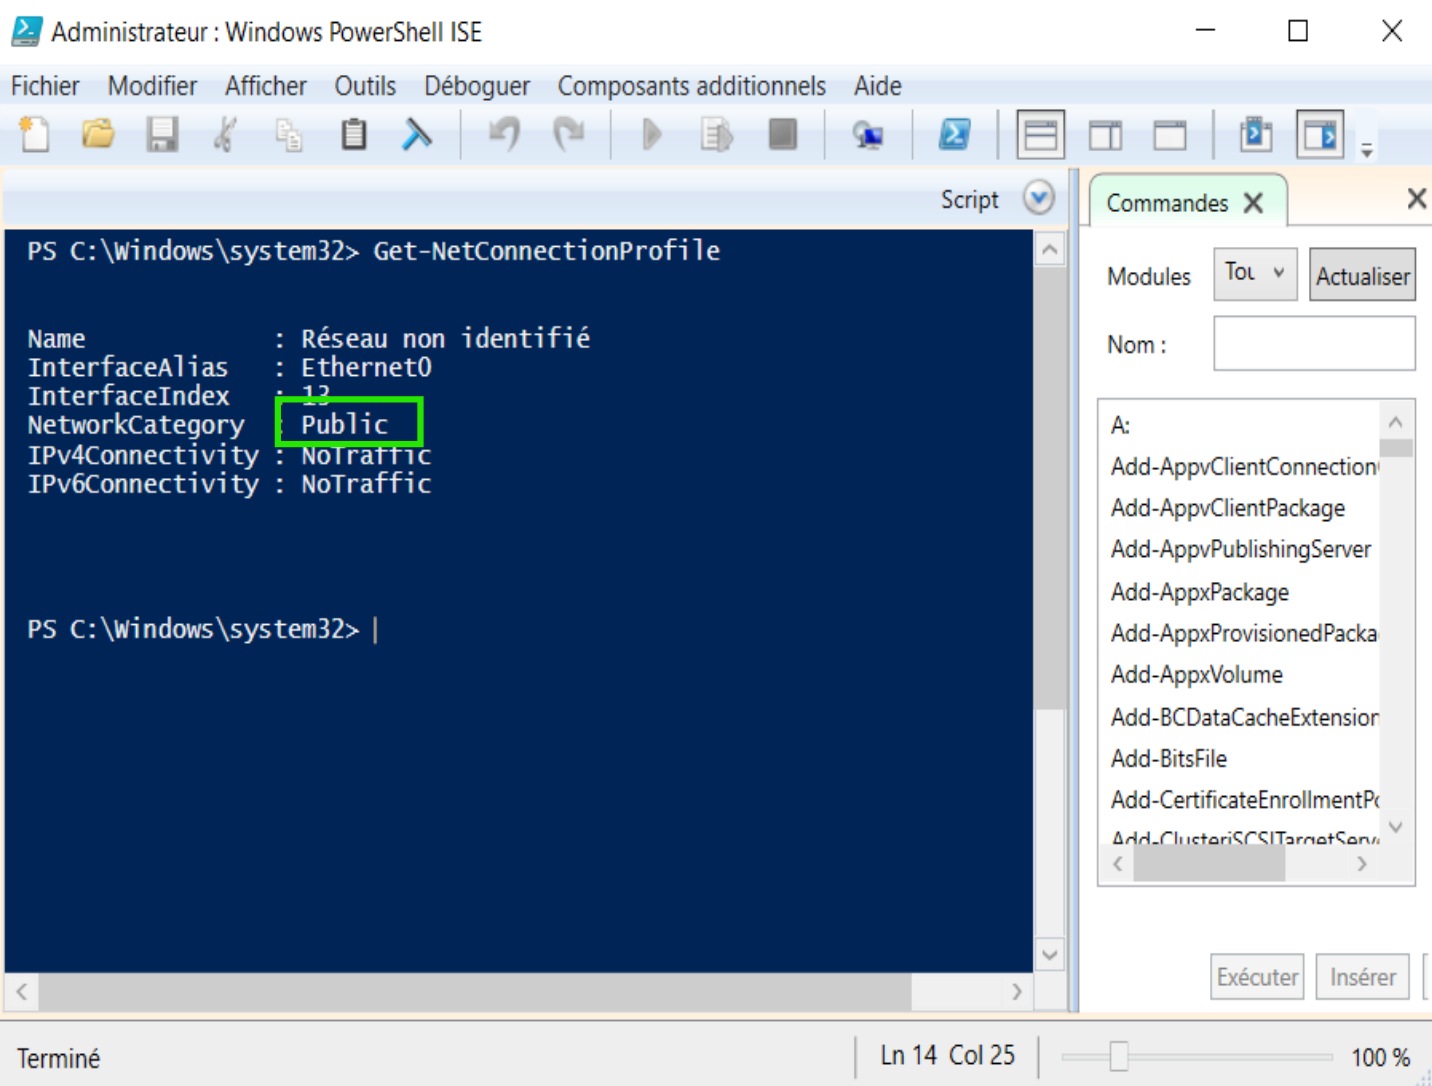 Administrateur : Windows PowerShell ISE
Fichier Modifier Afficher Outils Déboguer Composants additionnels Aide
Script
Commandes
PS C:\Windows\system32> Get-NetConnectionProfile
Name : Réseau non identifié
InterfaceAlias : Ethernet0
InterfaceIndex : 13
NetworkCategory : Public
IPv4Connectivity : NoTraffic
IPv6Connectivity : NoTraffic
PS C:\Windows\system32>
Modules Tou Actualiser
Nom :
A:
Add-AppvClientConnection
Add-AppvClientPackage
Add-AppvPublishingServer
Add-AppxPackage
Add-AppxProvisionedPacka
Add-AppxVolume
Add-BCDataCacheExtension
Add-BitsFile
Add-CertificateEnrollmentPo
Add-ClusteriSCSITargetServe
Exécuter Insérer
Terminé
Ln 14 Col 25
100 %